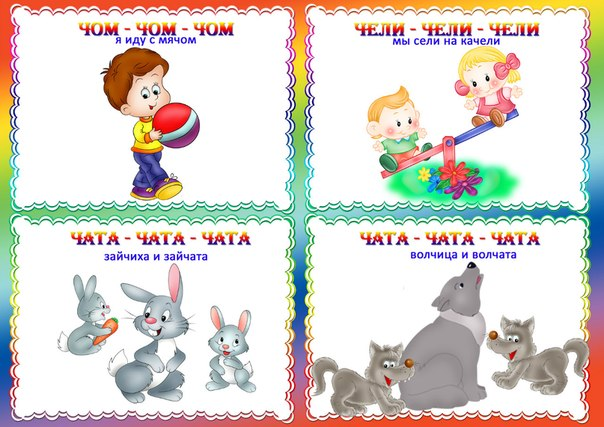 ЧОМ - ЧОМ - ЧОМ
я иду с мячом
ЧЕЛИ - ЧЕЛИ - ЧЕЛИ
мы сели на качели
ЧАТА - ЧАТА - ЧАТА
зайчиха и зайчата
ЧАТА - ЧАТА - ЧАТА
волчица и волчата